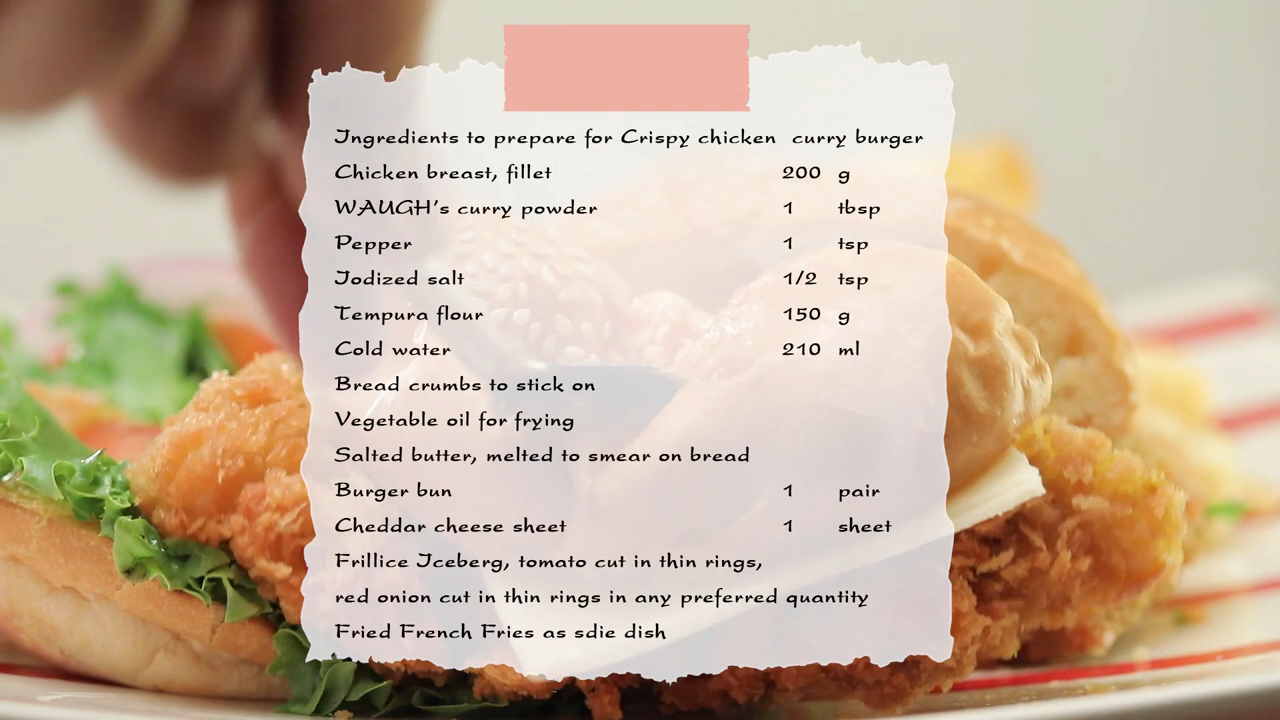 Ingredients to prepare for Crispy chicken curry burger
Chicken breast, fillet 200 g
WAUGH's curry powder 1 tbsp
Pepper 1 tsp
Iodized salt 1/2 tsp
Tempura flour 150 g
Cold water 210 ml
Bread crumbs to stick on
Vegetable oil for frying
Salted butter, melted to smear on bread
Burger bun 1 pair
Cheddar cheese sheet 1 sheet
Frillice Iceberg, tomato cut in thin rings,
red onion cut in thin rings in any preferred quantity
Fried French Fries as sdie dish